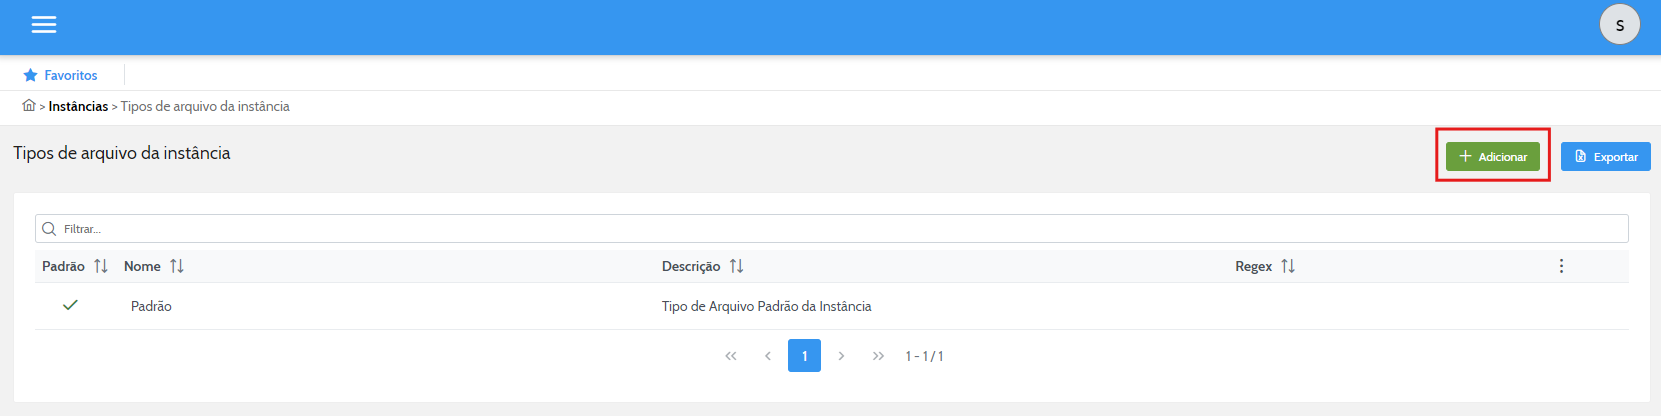 S
Favoritos
> Instâncias > Tipos de arquivo da instância
Tipos de arquivo da instância
Adicionar
Exportar
Filtrar...
Padrão Nome Descrição Regex
Padrão Tipo de Arquivo Padrão da Instância
1 1 - 1 / 1